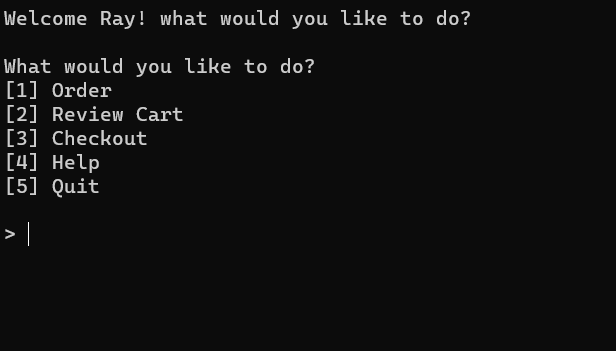 Welcome Ray! what would you like to do?
What would you like to do?
[1] Order
[2] Review Cart
[3] Checkout
[4] Help
[5] Quit
>